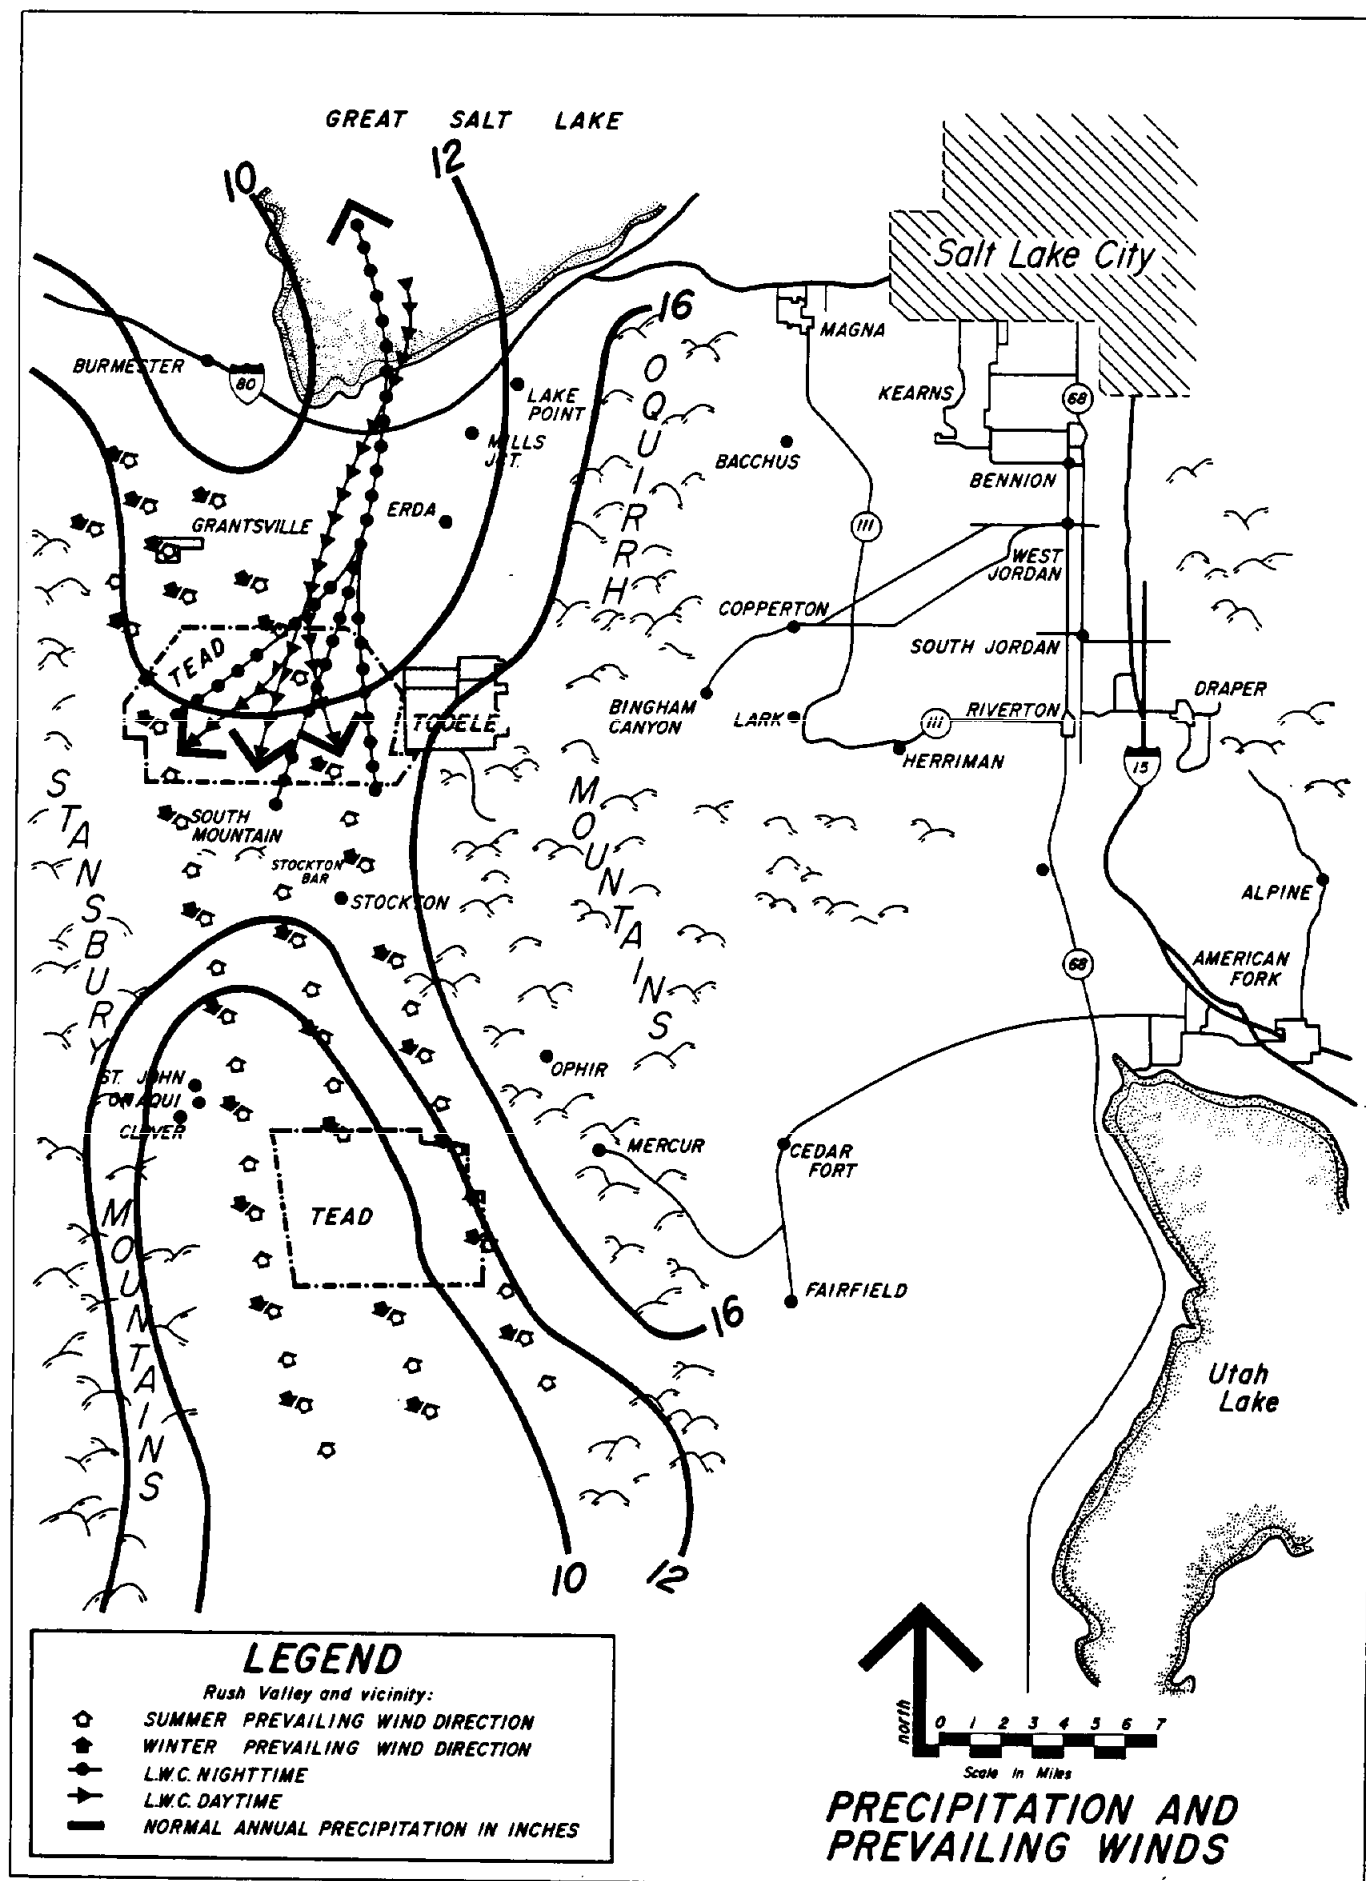 GREAT SALT LAKE
10
12
Salt Lake City
16
MAGNA
BURMESTER
80
LAKE
POINT
KEARNS
68
MILLS
JCT.
BACCHUS
BENNION
OQUIRRH
ERDA
GRANTSVILLE
111
WEST
JORDAN
COPPERTON
SOUTH JORDAN
TEAD
BINGHAM
CANYON
LARK
111
RIVERTON
DRAPER
TOOELE
HERRIMAN
15
STANSBURY
MOUNTAINS
SOUTH
MOUNTAIN
STOCKTON
BAR
STOCKTON
ALPINE
68
AMERICAN
FORK
OPHIR
ST. JOHN
ONAQUI
CLOVER
MERCUR
CEDAR
FORT
MOUNTAINS
TEAD
FAIRFIELD
16
Utah
Lake
10
12
LEGEND
Rush Valley and vicinity:
SUMMER PREVAILING WIND DIRECTION
WINTER PREVAILING WIND DIRECTION
L.W.C. NIGHTTIME
L.W.C. DAYTIME
NORMAL ANNUAL PRECIPITATION IN INCHES
north
0 1 2 3 4 5 6 7
Scale in Miles
PRECIPITATION AND
PREVAILING WINDS